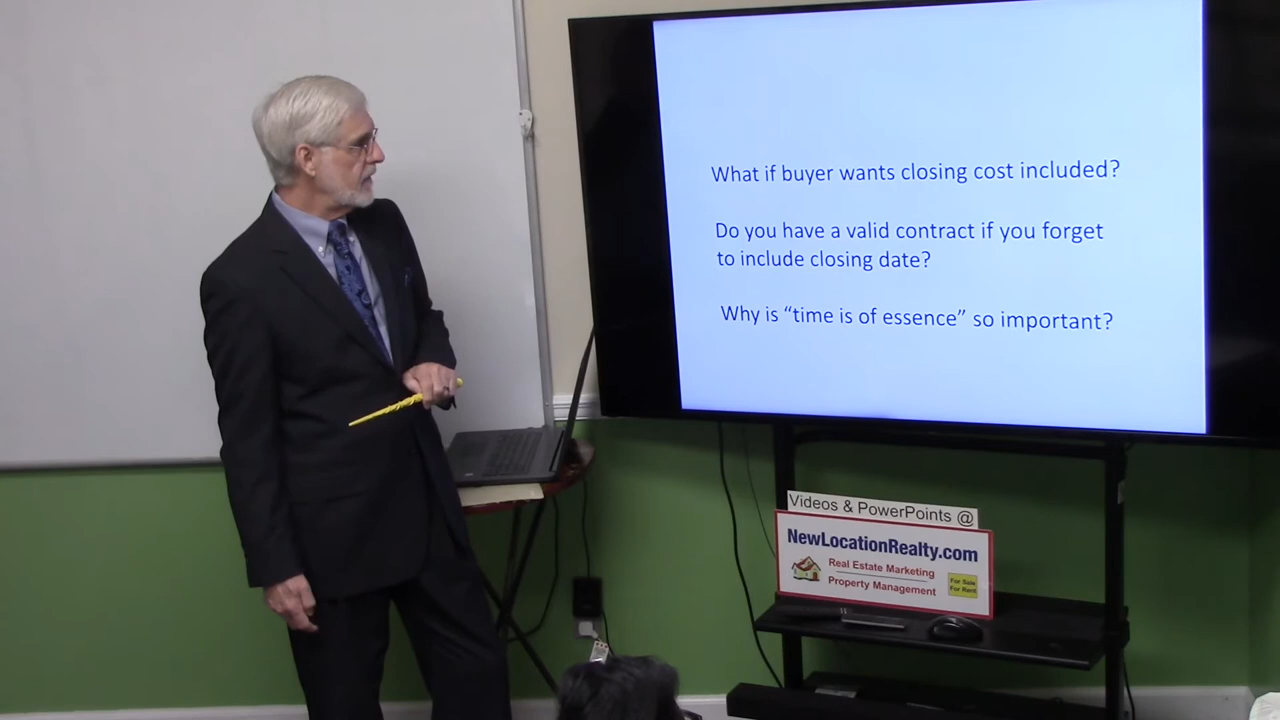 What if buyer wants closing cost included?
Do you have a valid contract if you forget
to include closing date?
Why is “time is of essence” so important?
Videos & PowerPoints @
NewLocationRealty.com
Real Estate Marketing
Property Management
For Sale
For Rent